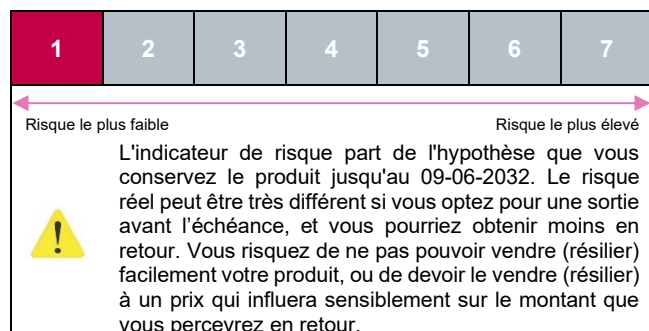 1 2 3 4 5 6 7
Risque le plus faible Risque le plus élevé
L'indicateur de risque part de l'hypothèse que vous
conservez le produit jusqu'au 09-06-2032. Le risque
réel peut être très différent si vous optez pour une sortie
avant l’échéance, et vous pourriez obtenir moins en
retour. Vous risquez de ne pas pouvoir vendre (résilier)
facilement votre produit, ou de devoir le vendre (résilier)
à un prix qui influera sensiblement sur le montant que
vous percevrez en retour.